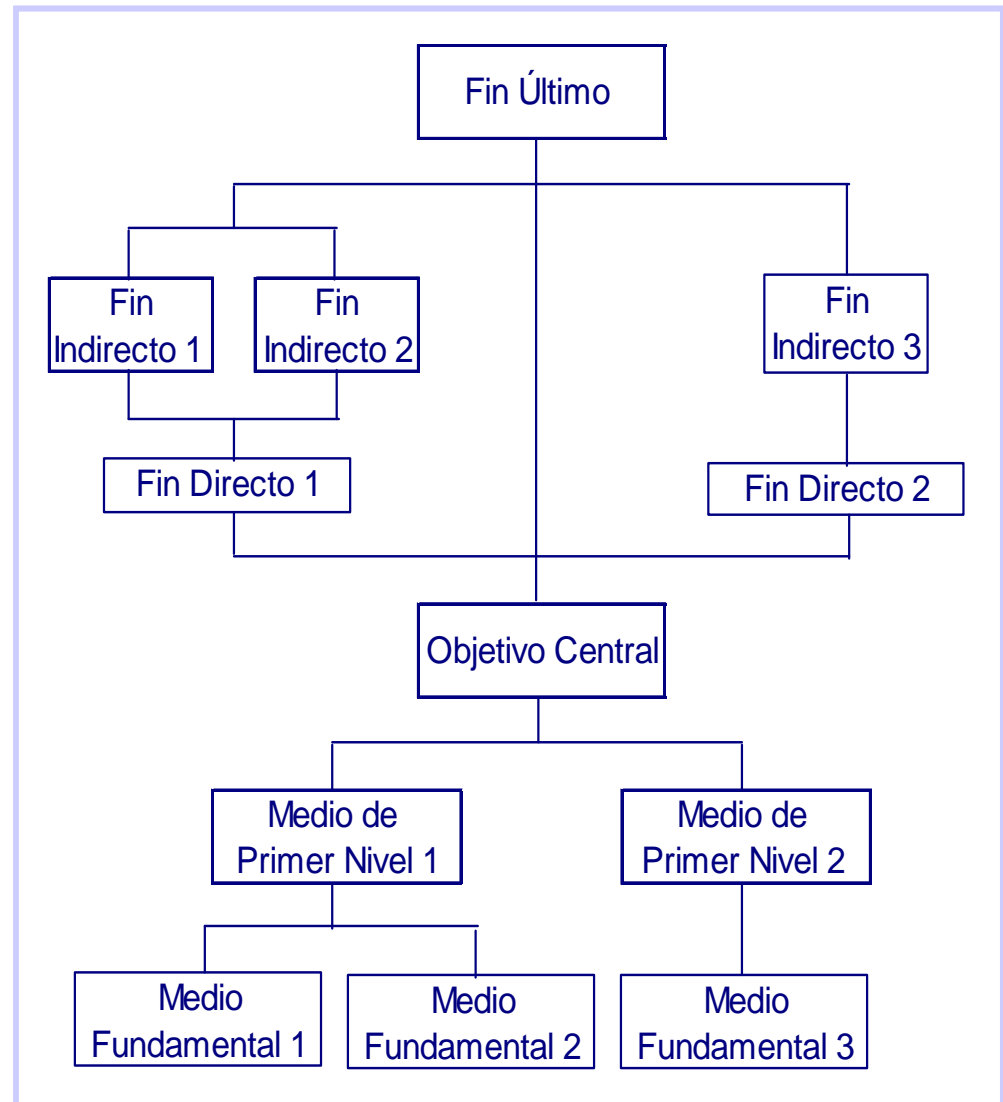 Fin Último
Fin
Indirecto 1
Fin
Indirecto 2
Fin
Indirecto 3
Fin Directo 1
Fin Directo 2
Objetivo Central
Medio de
Primer Nivel 1
Medio de
Primer Nivel 2
Medio
Fundamental 1
Medio
Fundamental 2
Medio
Fundamental 3